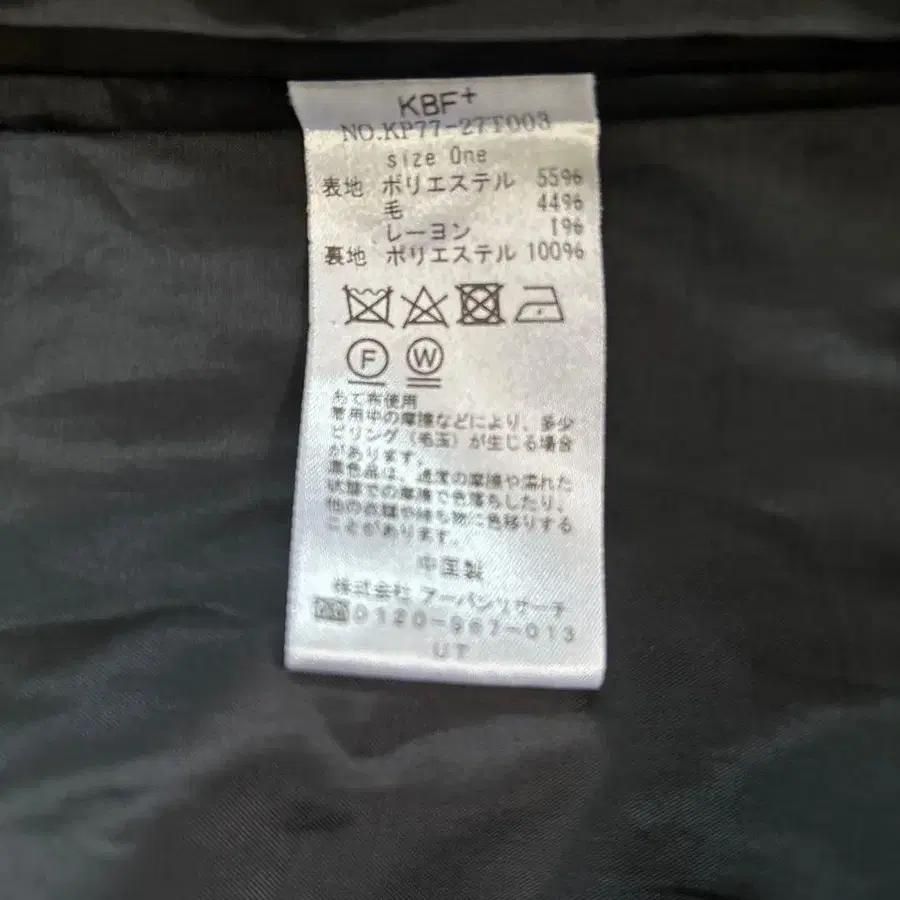 KBF+
NO.KP77-27T003
size One
表地 ポリエステル 55%
毛 44%
レーヨン 1%
裏地 ポリエステル 100%
F W
あて布使用
着用中の摩擦などにより、多少
ピリング(毛玉)が生じる場合
があります。
濃色品は、過度の摩擦や濡れた
状態での摩擦で色落ちしたり、
他の衣類や持ち物に色移りする
ことがあります。
中国製
株式会社 アーバンリサーチ
0120-987-013
UT